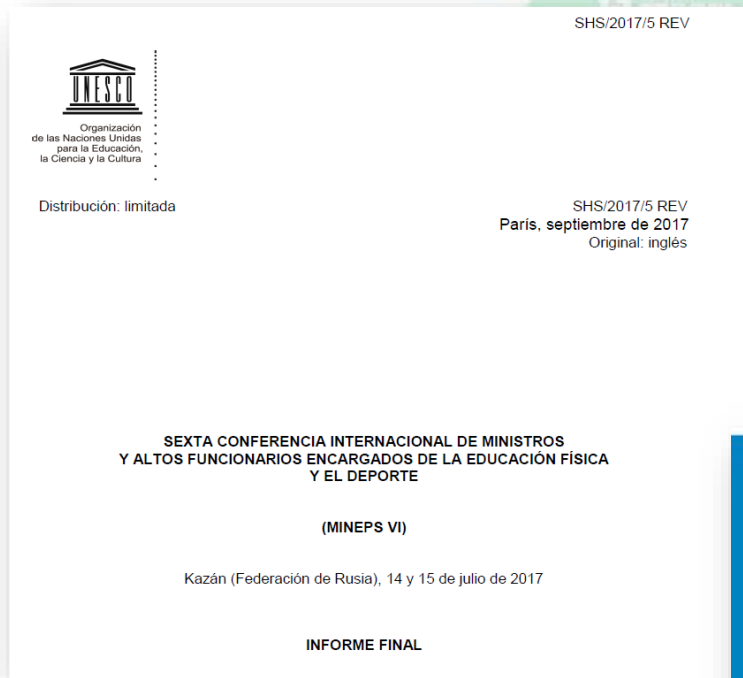 SHS/2017/5 REV
UNESCO
Organización
de las Naciones Unidas
para la Educación,
la Ciencia y la Cultura
Distribución: limitada
SHS/2017/5 REV
París, septiembre de 2017
Original: inglés
SEXTA CONFERENCIA INTERNACIONAL DE MINISTROS
Y ALTOS FUNCIONARIOS ENCARGADOS DE LA EDUCACIÓN FÍSICA
Y EL DEPORTE
(MINEPS VI)
Kazán (Federación de Rusia), 14 y 15 de julio de 2017
INFORME FINAL